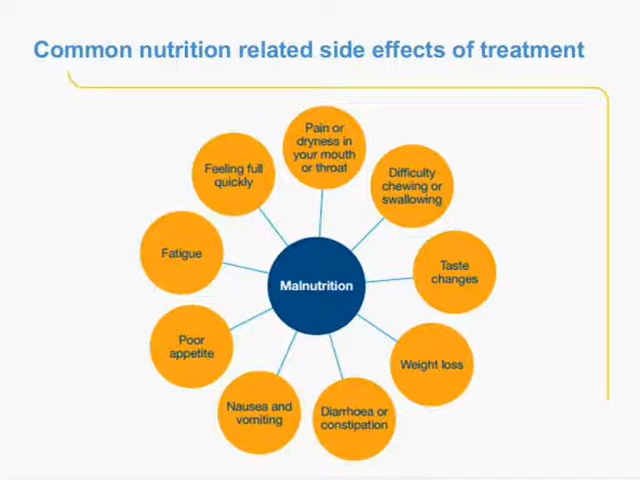 Common nutrition related side effects of treatment
Pain or
dryness in
your mouth
or throat
Difficulty
chewing or
swallowing
Taste
changes
Weight loss
Diarrhoea or
constipation
Nausea and
vomiting
Poor
appetite
Fatigue
Feeling full
quickly
Malnutrition